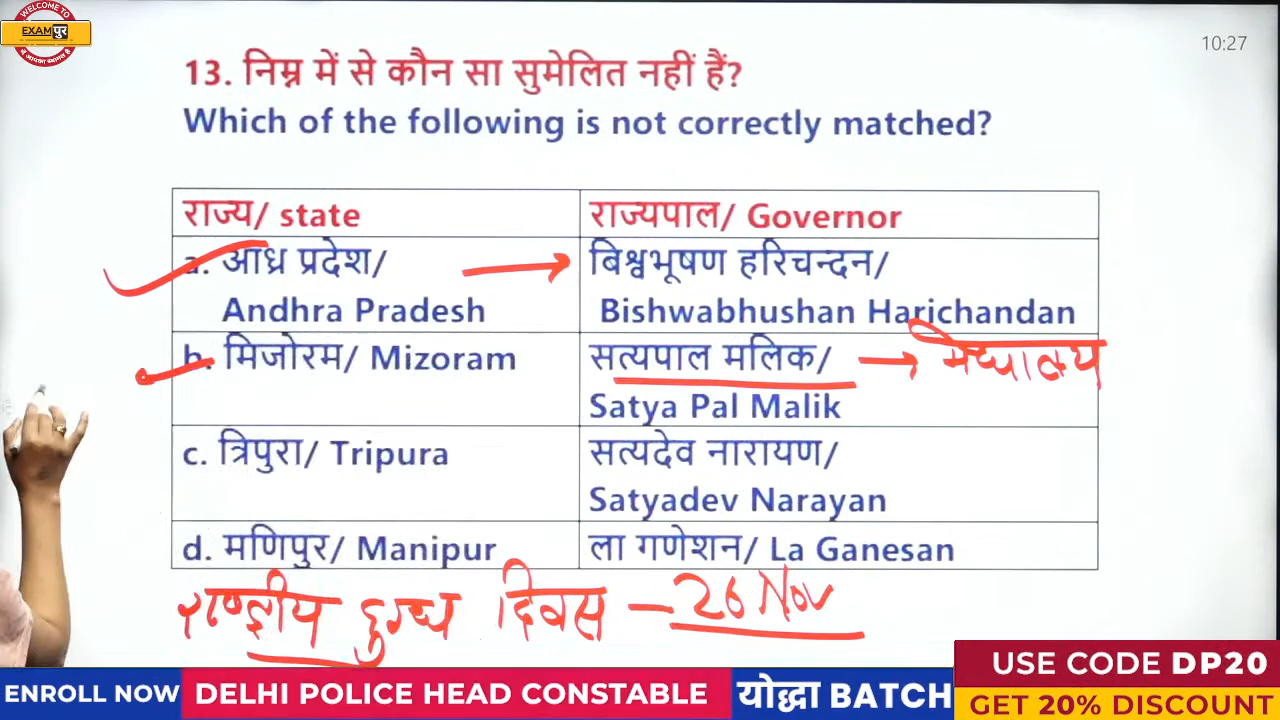 WELCOME TO
EXAM पुर
10:27
13. निम्न में से कौन सा सुमेलित नहीं हैं?
Which of the following is not correctly matched?
राज्य/ state
राज्यपाल/ Governor
a. आध्र प्रदेश/
Andhra Pradesh
बिश्वभूषण हरिचन्दन/
Bishwabhushan Harichandan
b. मिजोरम/ Mizoram
सत्यपाल मलिक/
Satya Pal Malik
c. त्रिपुरा/ Tripura
सत्यदेव नारायण/
Satyadev Narayan
d. मणिपुर/ Manipur
ला गणेशन/ La Ganesan
दुग्ध दिवस – 26 Nov
USE CODE DP20
ENROLL NOW DELHI POLICE HEAD CONSTABLE योद्धा BATCH
GET 20% DISCOUNT